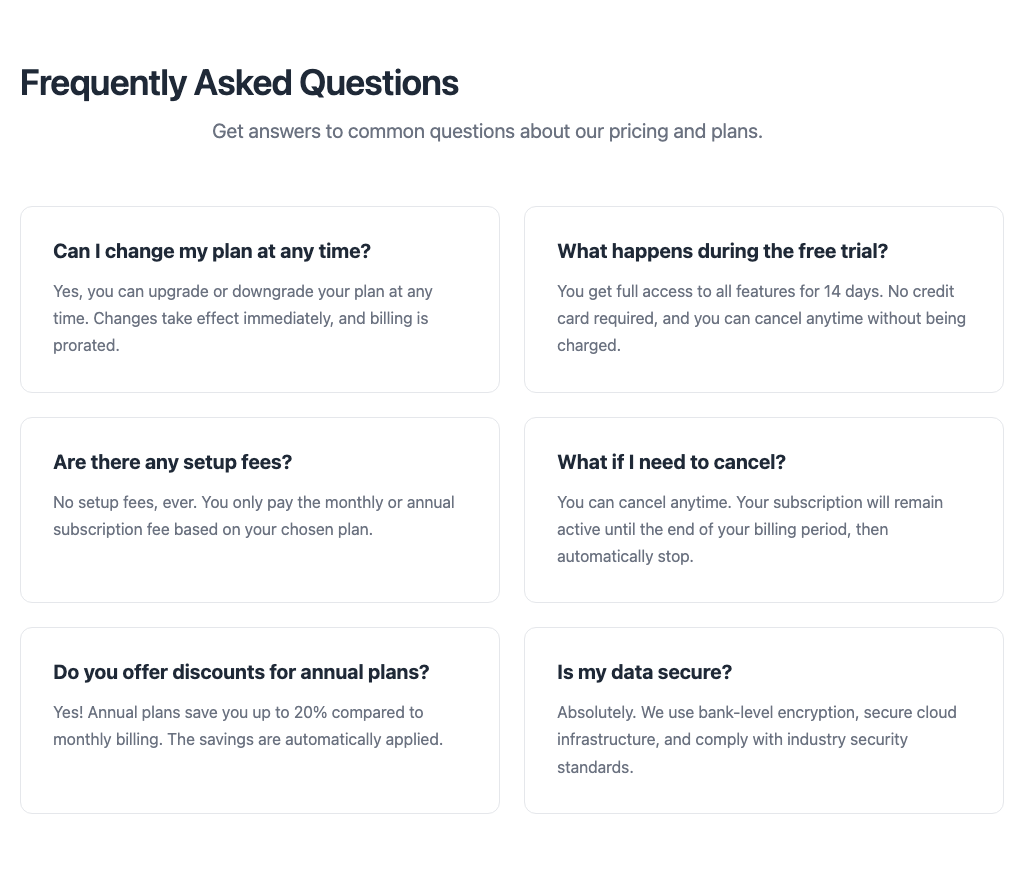 Frequently Asked Questions
Get answers to common questions about our pricing and plans.
Can I change my plan at any time?
Yes, you can upgrade or downgrade your plan at any
time. Changes take effect immediately, and billing is
prorated.
What happens during the free trial?
You get full access to all features for 14 days. No credit
card required, and you can cancel anytime without being
charged.
Are there any setup fees?
No setup fees, ever. You only pay the monthly or annual
subscription fee based on your chosen plan.
What if I need to cancel?
You can cancel anytime. Your subscription will remain
active until the end of your billing period, then
automatically stop.
Do you offer discounts for annual plans?
Yes! Annual plans save you up to 20% compared to
monthly billing. The savings are automatically applied.
Is my data secure?
Absolutely. We use bank-level encryption, secure cloud
infrastructure, and comply with industry security
standards.